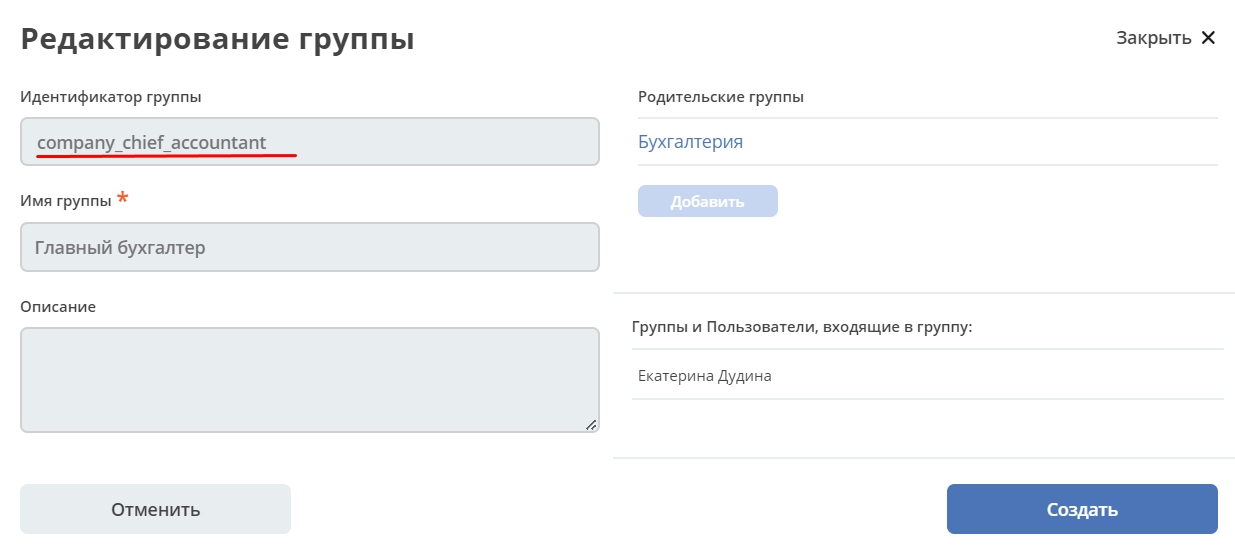 Редактирование группы
Закрыть
Идентификатор группы
company_chief_accountant
Имя группы *
Главный бухгалтер
Описание
Родительские группы
Бухгалтерия
Добавить
Группы и Пользователи, входящие в группу:
Екатерина Дудина
Отменить
Создать